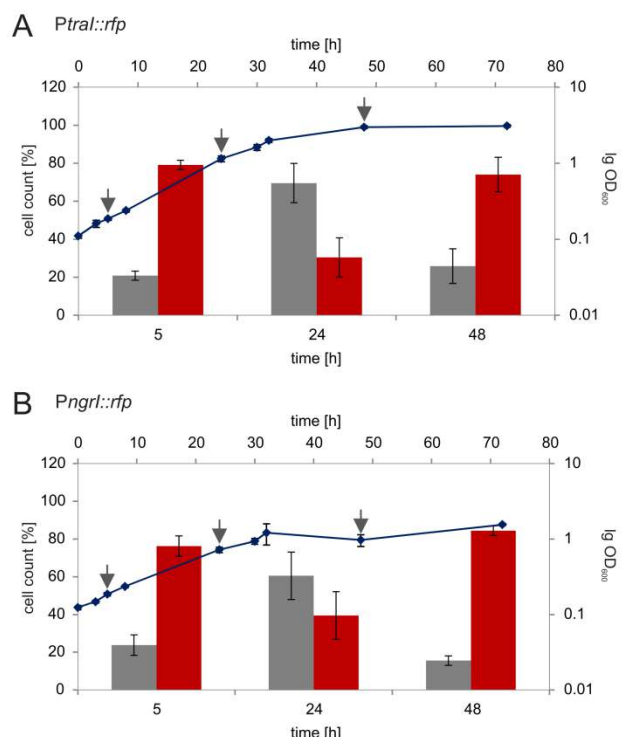 A PtraI::rfp
time [h]
0 10 20 30 40 50 60 70 80
120 10
100
80 1
60
40 0.1
20
0 0.01
cell count [%]
lg OD600
5 24 48
time [h]
B PngrI::rfp
time [h]
0 10 20 30 40 50 60 70 80
120 10
100
80 1
60
40 0.1
20
0 0.01
cell count [%]
lg OD600
5 24 48
time [h]